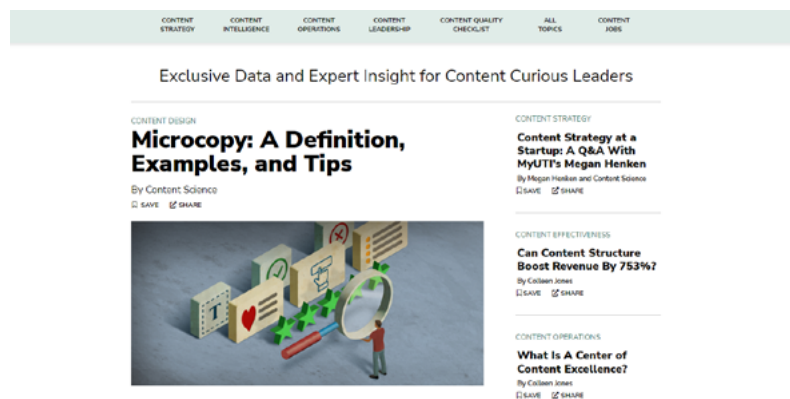 CONTENT
STRATEGY
CONTENT
INTELLIGENCE
CONTENT
OPERATIONS
CONTENT
LEADERSHIP
CONTENT QUALITY
CHECKLIST
ALL
TOPICS
CONTENT
JOBS
Exclusive Data and Expert Insight for Content Curious Leaders
CONTENT DESIGN
Microcopy: A Definition,
Examples, and Tips
By Content Science
SAVE SHARE
T
CONTENT STRATEGY
Content Strategy at a
Startup: A Q&A With
MyUTI's Megan Henken
By Megan Henken and Content Science
SAVE SHARE
CONTENT EFFECTIVENESS
Can Content Structure
Boost Revenue By 753%?
By Colleen Jones
SAVE SHARE
CONTENT OPERATIONS
What Is A Center of
Content Excellence?
By Colleen Jones
SAVE SHARE